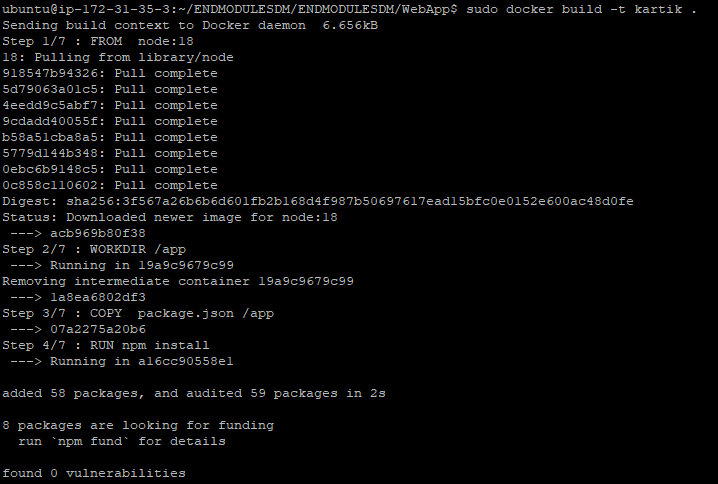 ubuntu@ip-172-31-35-3:~/ENDMODULESDM/ENDMODULESDM/WebApp$ sudo docker build -t kartik .
Sending build context to Docker daemon  6.656kB
Step 1/7 : FROM  node:18
18: Pulling from library/node
918547b94326: Pull complete
5d79063a01c5: Pull complete
4eedd9c5abf7: Pull complete
9cdadd40055f: Pull complete
b58a51cba8a5: Pull complete
5779d144b348: Pull complete
0ebc6b9148c5: Pull complete
0c858c110602: Pull complete
Digest: sha256:3f567a26b6b6d601fb2b168d4f987b50697617ead15bfc0e0152e600ac48d0fe
Status: Downloaded newer image for node:18
 ---> acb969b80f38
Step 2/7 : WORKDIR /app
 ---> Running in 19a9c9679c99
Removing intermediate container 19a9c9679c99
 ---> 1a8ea6802df3
Step 3/7 : COPY  package.json /app
 ---> 07a2275a20b6
Step 4/7 : RUN npm install
 ---> Running in a16cc90558e1
added 58 packages, and audited 59 packages in 2s
8 packages are looking for funding
  run `npm fund` for details
found 0 vulnerabilities